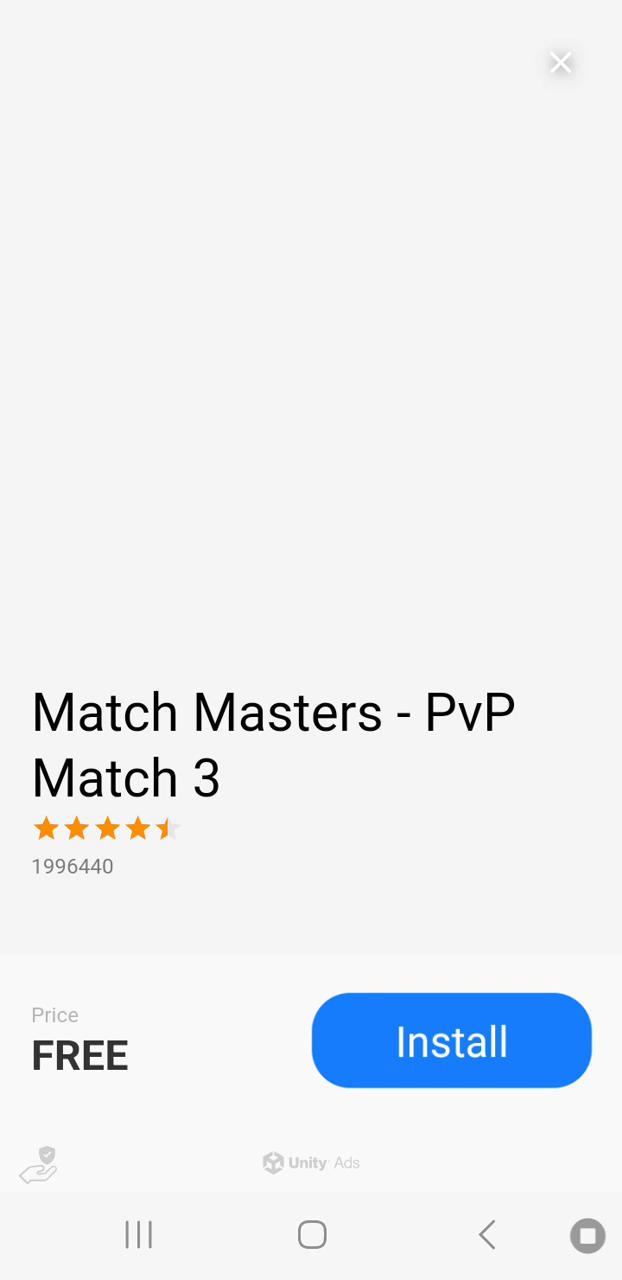 Match Masters - PvP
Match 3
1996440
Price
FREE
Install
Unity Ads